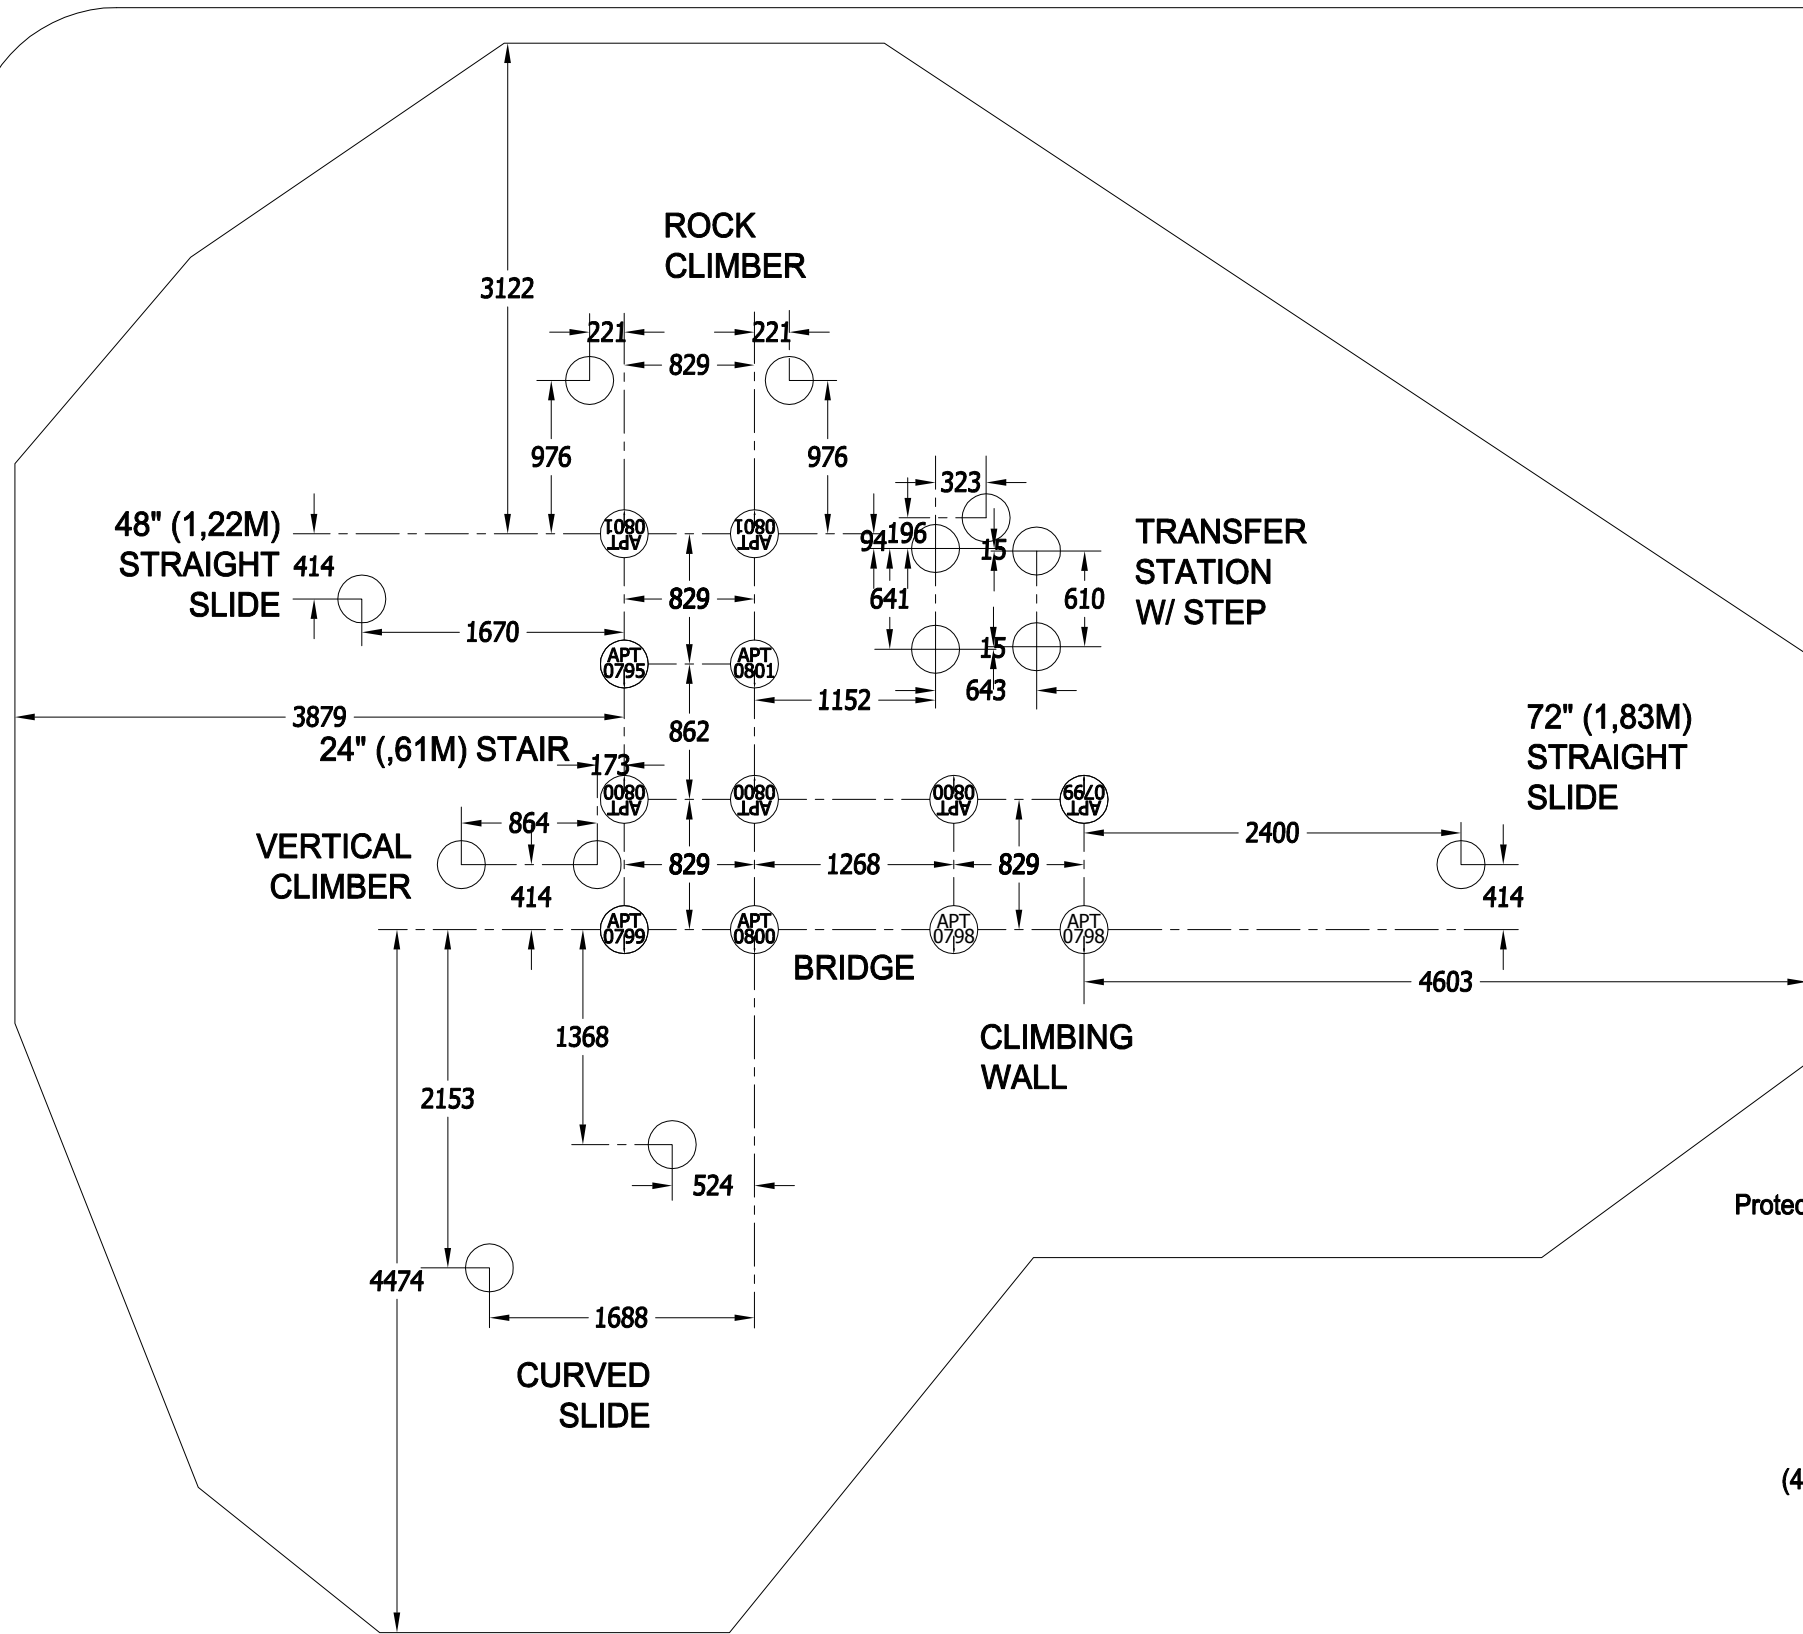 ROCK
CLIMBER
3122
221
221
829
976
976
323
94
196
15
48" (1,22M)
STRAIGHT
SLIDE
414
APT
0801
APT
0801
TRANSFER
STATION
W/ STEP
829
641
610
1670
15
APT
0795
APT
0801
643
1152
3879
862
72" (1,83M)
STRAIGHT
SLIDE
24" (,61M) STAIR
173
APT
0800
APT
0800
APT
0800
APT
0799
864
2400
VERTICAL
CLIMBER
829
1268
829
414
414
APT
0799
APT
0800
APT
0798
APT
0798
BRIDGE
4603
1368
CLIMBING
WALL
2153
524
Protec
4474
1688
CURVED
SLIDE
(4